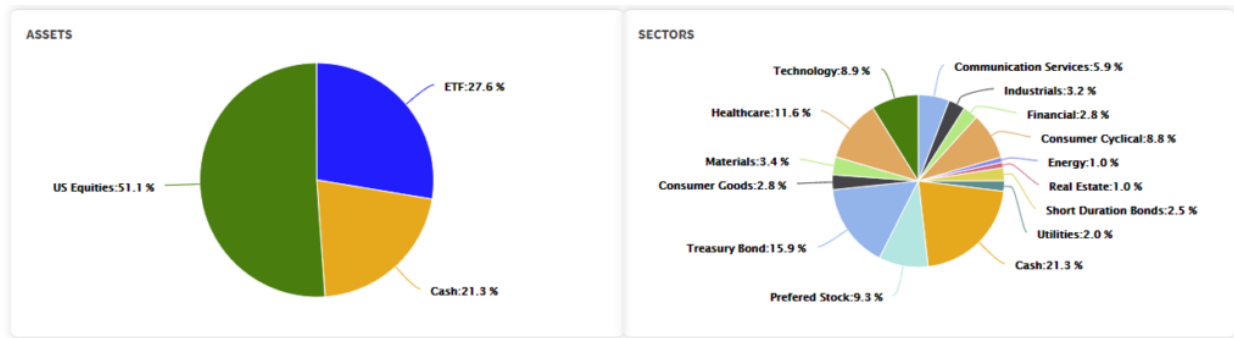 ASSETS
ETF:27.6 %
US Equities:51.1 %
Cash:21.3 %
SECTORS
Communication Services:5.9 %
Technology:8.9 %
Industrials:3.2 %
Healthcare:11.6 %
Financial:2.8 %
Consumer Cyclical:8.8 %
Materials:3.4 %
Energy:1.0 %
Consumer Goods:2.8 %
Real Estate:1.0 %
Short Duration Bonds:2.5 %
Utilities:2.0 %
Treasury Bond:15.9 %
Cash:21.3 %
Prefered Stock:9.3 %